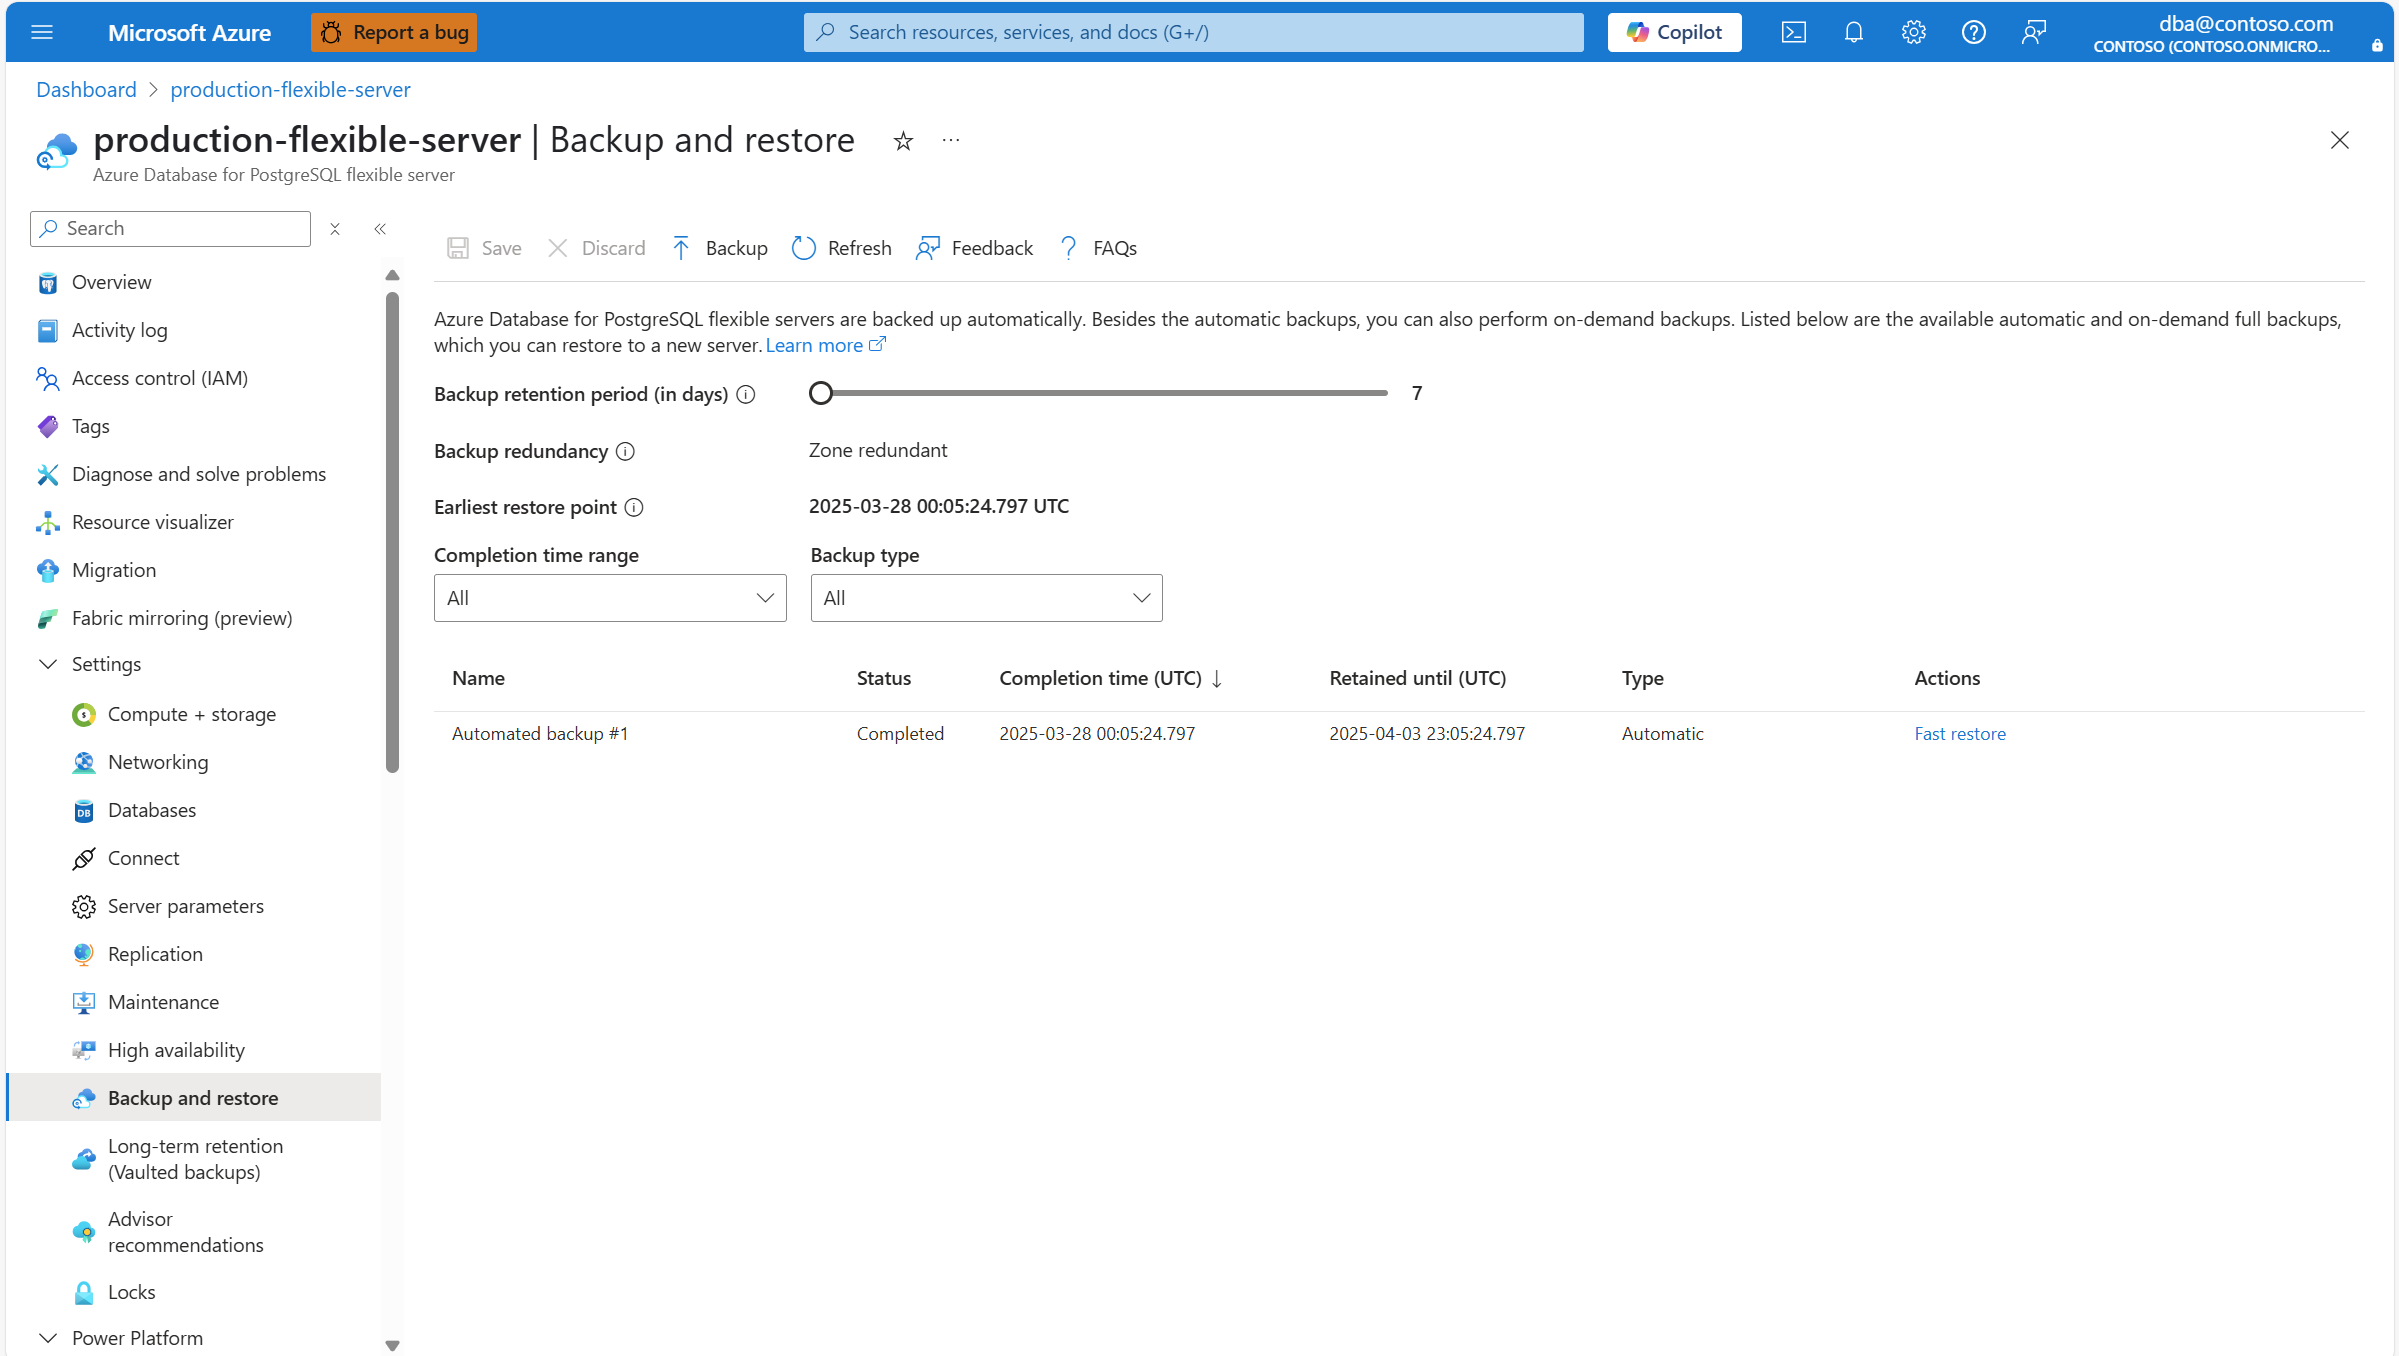 Microsoft Azure
Report a bug
Search resources, services, and docs (G+/)
Copilot
dba@contoso.com
CONTOSO (CONTOSO.ONMICRO...
Dashboard > production-flexible-server
production-flexible-server | Backup and restore
Azure Database for PostgreSQL flexible server
Search
Overview
Activity log
Access control (IAM)
Tags
Diagnose and solve problems
Resource visualizer
Migration
Fabric mirroring (preview)
Settings
Compute + storage
Networking
Databases
Connect
Server parameters
Replication
Maintenance
High availability
Backup and restore
Long-term retention
(Vaulted backups)
Advisor
recommendations
Locks
Power Platform
Save Discard Backup Refresh Feedback FAQs
Azure Database for PostgreSQL flexible servers are backed up automatically. Besides the automatic backups, you can also perform on-demand backups. Listed below are the available automatic and on-demand full backups,
which you can restore to a new server. Learn more
Backup retention period (in days) 7
Backup redundancy Zone redundant
Earliest restore point 2025-03-28 00:05:24.797 UTC
Completion time range Backup type
All All
Name Status Completion time (UTC) ↓ Retained until (UTC) Type Actions
Automated backup #1 Completed 2025-03-28 00:05:24.797 2025-04-03 23:05:24.797 Automatic Fast restore